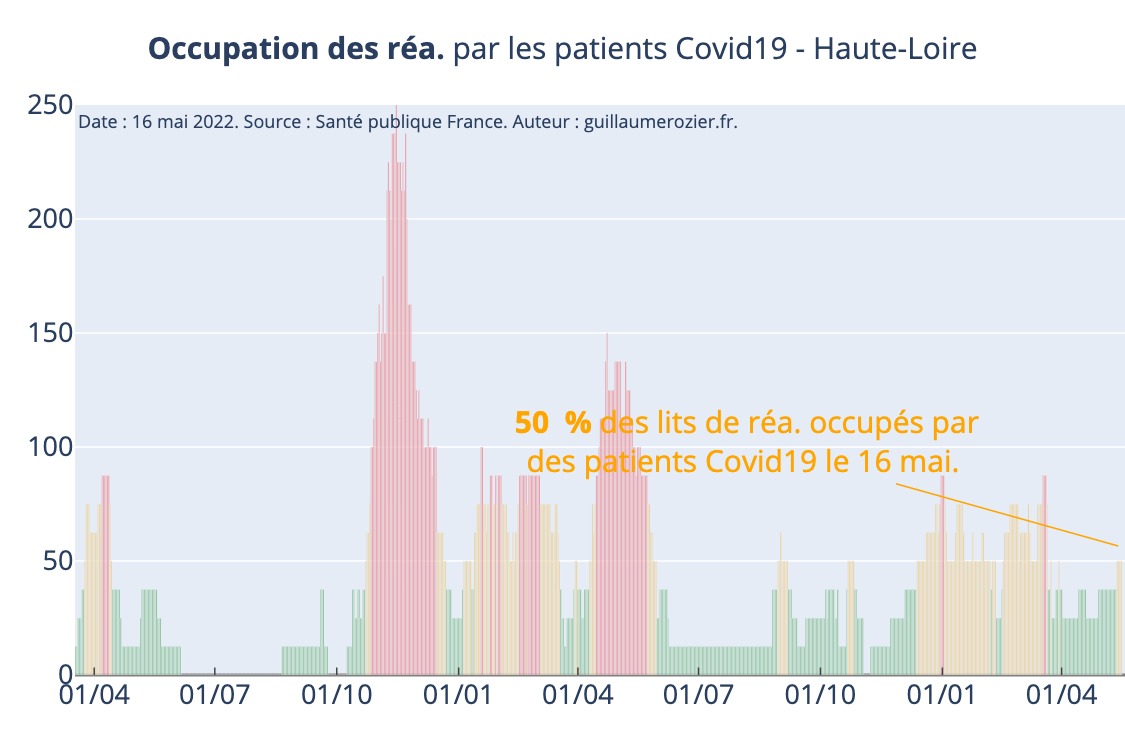 Occupation des réa. par les patients Covid19 - Haute-Loire
250
Date : 16 mai 2022. Source : Santé publique France. Auteur : guillaumerozier.fr.
200
150
50  % des lits de réa. occupés par
des patients Covid19 le 16 mai.
100
50
0
01/04 01/07 01/10 01/01 01/04 01/07 01/10 01/01 01/04